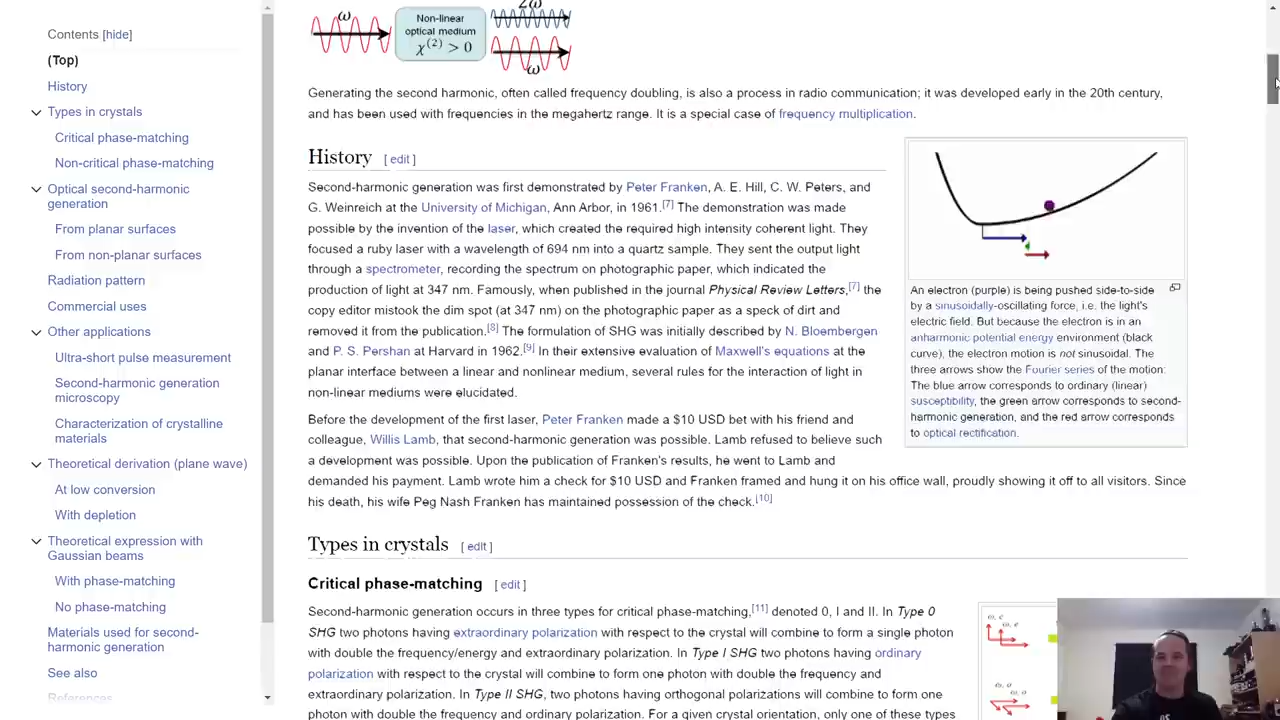 Contents [hide]
(Top)
History
Types in crystals
Critical phase-matching
Non-critical phase-matching
Optical second-harmonic
generation
From planar surfaces
From non-planar surfaces
Radiation pattern
Commercial uses
Other applications
Ultra-short pulse measurement
Second-harmonic generation
microscopy
Characterization of crystalline
materials
Theoretical derivation (plane wave)
At low conversion
With depletion
Theoretical expression with
Gaussian beams
With phase-matching
No phase-matching
Materials used for second-
harmonic generation
See also
References
ω
Non-linear
optical medium
χ(2) > 0
2ω
ω
Generating the second harmonic, often called frequency doubling, is also a process in radio communication; it was developed early in the 20th century,
and has been used with frequencies in the megahertz range. It is a special case of frequency multiplication.
History [ edit ]
Second-harmonic generation was first demonstrated by Peter Franken, A. E. Hill, C. W. Peters, and
G. Weinreich at the University of Michigan, Ann Arbor, in 1961.[7] The demonstration was made
possible by the invention of the laser, which created the required high intensity coherent light. They
focused a ruby laser with a wavelength of 694 nm into a quartz sample. They sent the output light
through a spectrometer, recording the spectrum on photographic paper, which indicated the
production of light at 347 nm. Famously, when published in the journal Physical Review Letters,[7] the
copy editor mistook the dim spot (at 347 nm) on the photographic paper as a speck of dirt and
removed it from the publication.[8] The formulation of SHG was initially described by N. Bloembergen
and P. S. Pershan at Harvard in 1962.[9] In their extensive evaluation of Maxwell's equations at the
planar interface between a linear and nonlinear medium, several rules for the interaction of light in
non-linear mediums were elucidated.
Before the development of the first laser, Peter Franken made a $10 USD bet with his friend and
colleague, Willis Lamb, that second-harmonic generation was possible. Lamb refused to believe such
a development was possible. Upon the publication of Franken's results, he went to Lamb and
demanded his payment. Lamb wrote him a check for $10 USD and Franken framed and hung it on his office wall, proudly showing it off to all visitors. Since
his death, his wife Peg Nash Franken has maintained possession of the check.[10]
An electron (purple) is being pushed side-to-side
by a sinusoidally-oscillating force, i.e. the light's
electric field. But because the electron is in an
anharmonic potential energy environment (black
curve), the electron motion is not sinusoidal. The
three arrows show the Fourier series of the motion:
The blue arrow corresponds to ordinary (linear)
susceptibility, the green arrow corresponds to second-
harmonic generation, and the red arrow corresponds
to optical rectification.
Types in crystals [ edit ]
Critical phase-matching [ edit ]
Second-harmonic generation occurs in three types for critical phase-matching,[11] denoted 0, I and II. In Type 0
SHG two photons having extraordinary polarization with respect to the crystal will combine to form a single photon
with double the frequency/energy and extraordinary polarization. In Type I SHG two photons having ordinary
polarization with respect to the crystal will combine to form one photon with double the frequency and
extraordinary polarization. In Type II SHG, two photons having orthogonal polarizations will combine to form one
photon with double the frequency and ordinary polarization. For a given crystal orientation, only one of these types